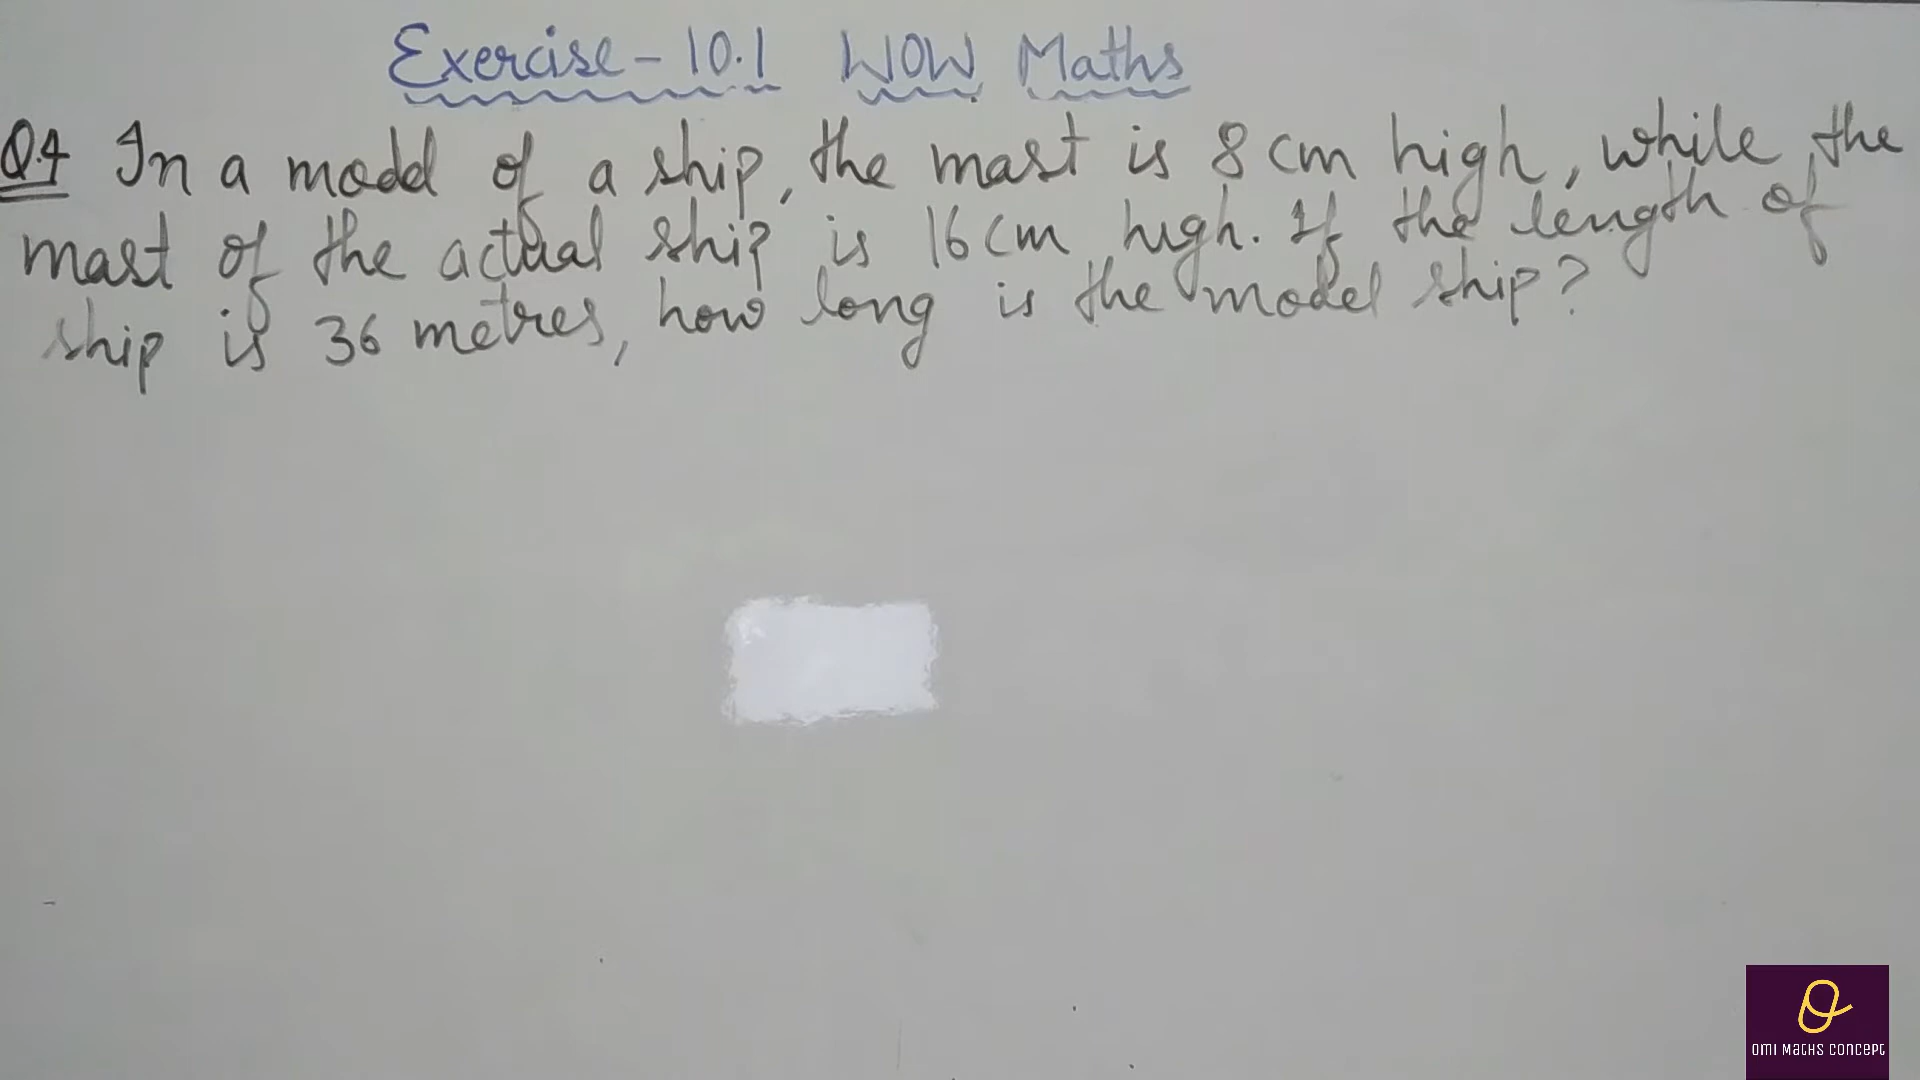 Exercise-10.1 WOW Maths
Q.4 In a model of a ship, the mast is 8 cm high, while the
mast of the actual ship is 16 cm high. If the length of
ship is 36 metres, how long is the model ship?
OMI MATHS CONCEPT